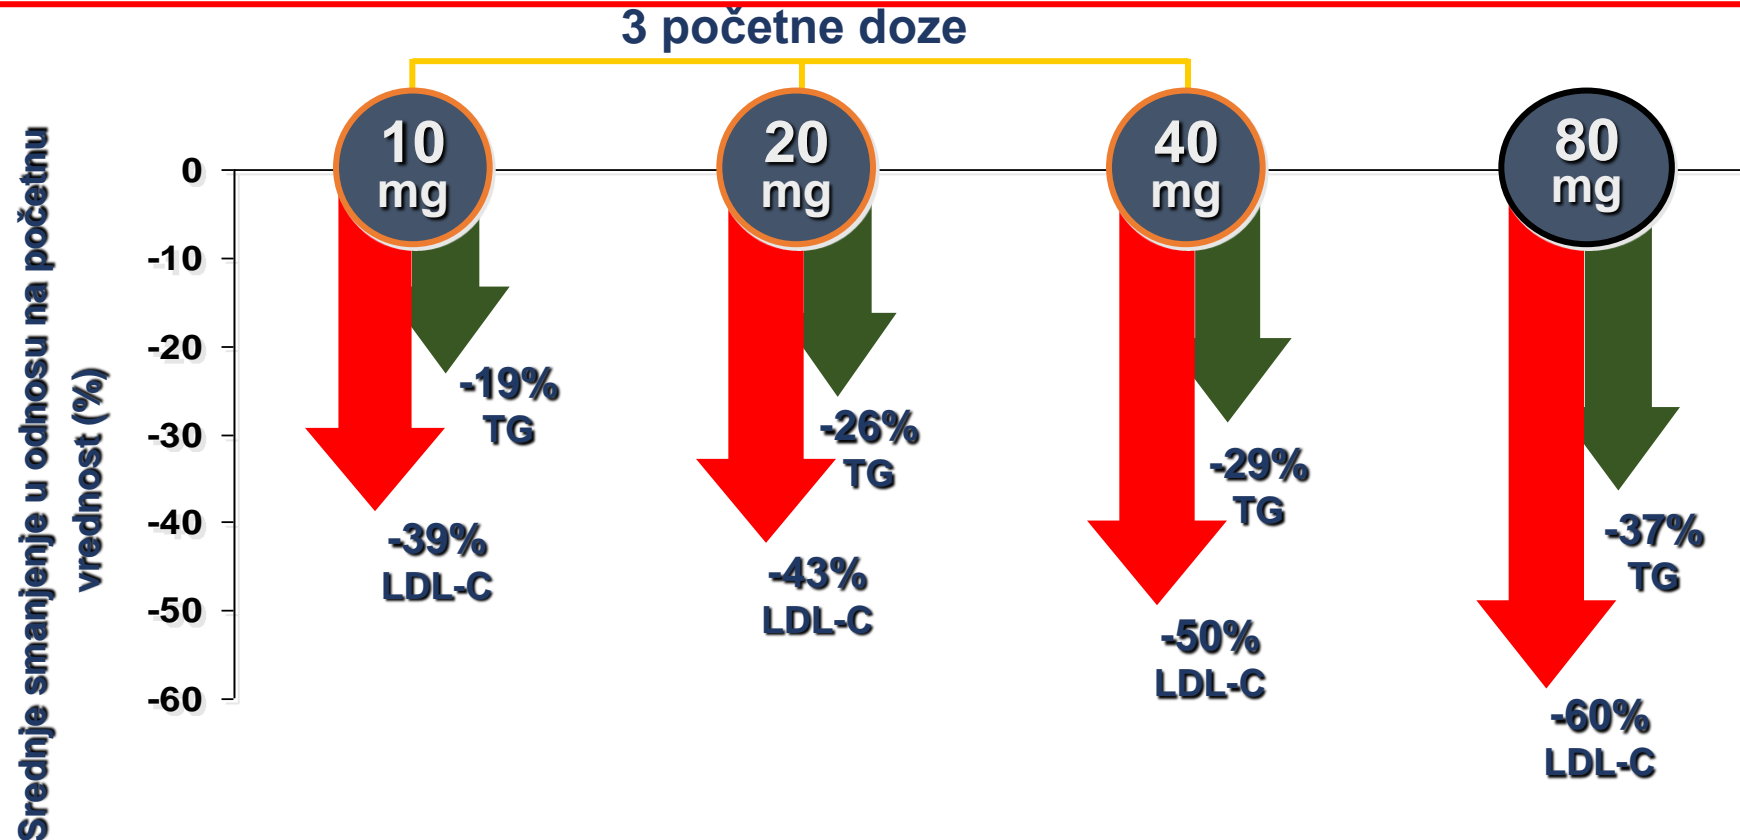 3 početne doze
10
mg
20
mg
40
mg
80
mg
Srednje smanjenje u odnosu na početnu
vrednost (%)
0
-10
-20
-30
-40
-50
-60
-19%
TG
-39%
LDL-C
-26%
TG
-43%
LDL-C
-29%
TG
-50%
LDL-C
-37%
TG
-60%
LDL-C